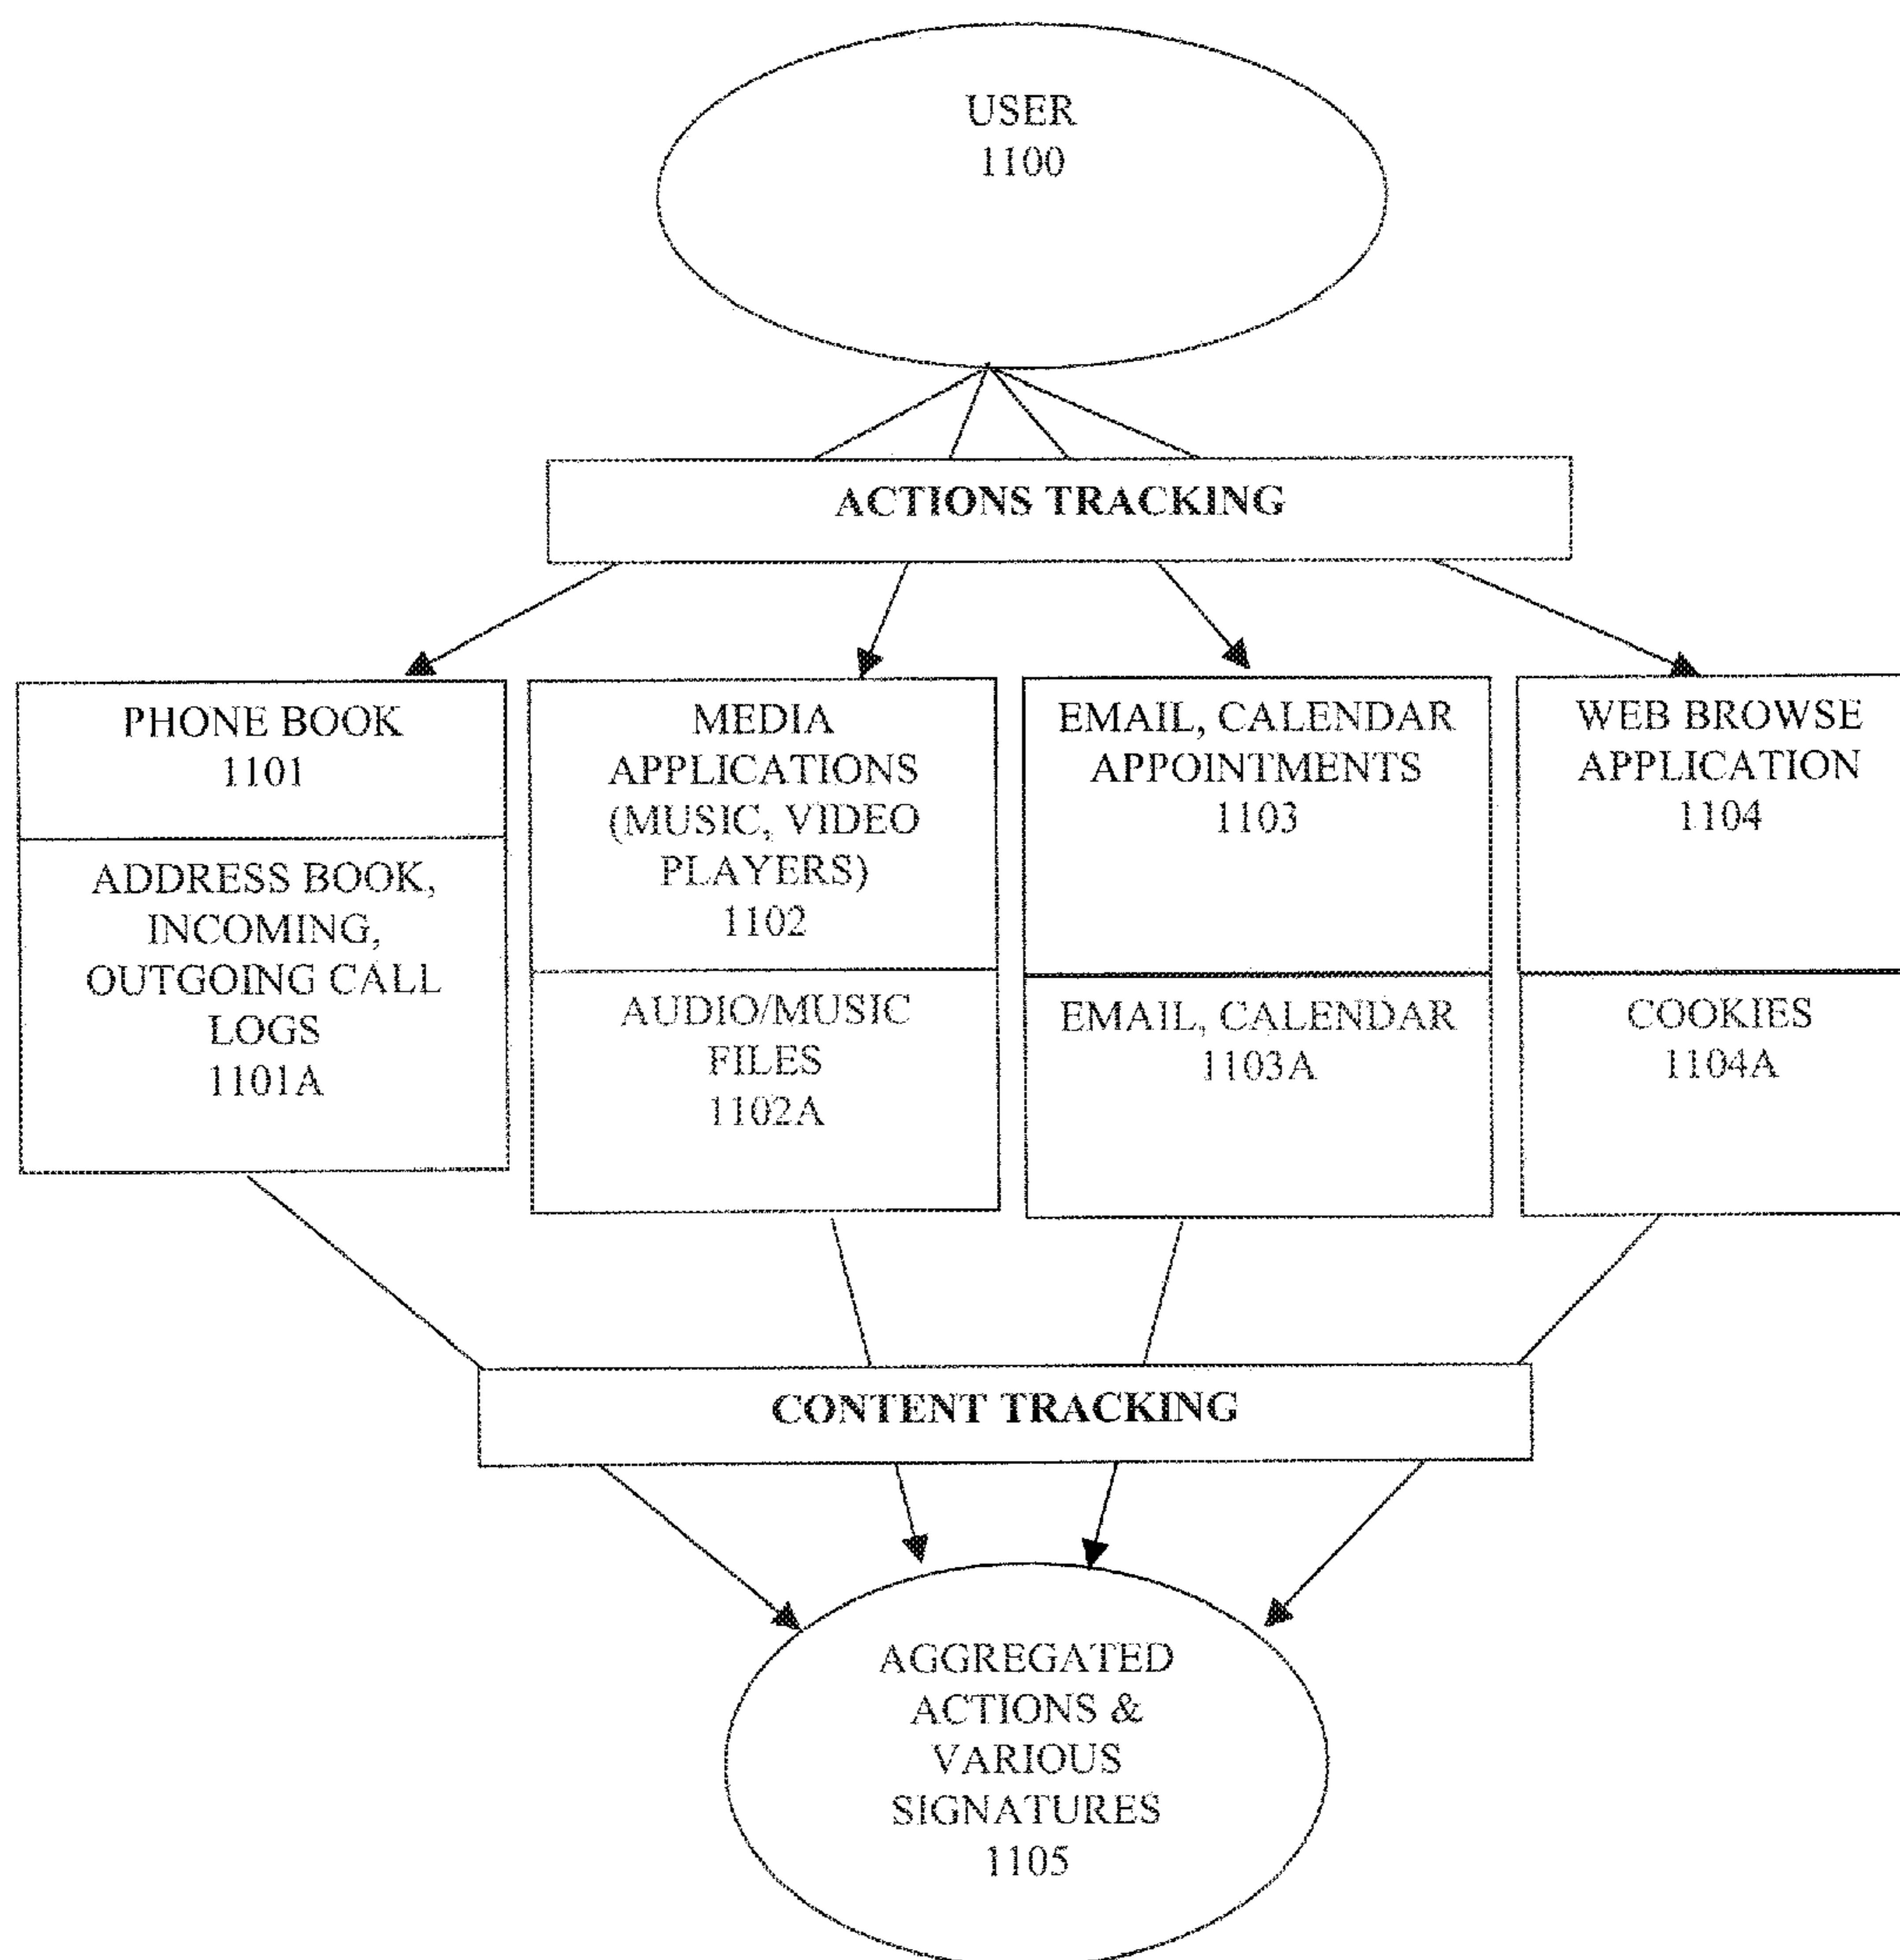 USER
1100
ACTIONS TRACKING
PHONE BOOK
1101
ADDRESS BOOK,
INCOMING,
OUTGOING CALL
LOGS
1101A
MEDIA
APPLICATIONS
(MUSIC, VIDEO
PLAYERS)
1102
AUDIO/MUSIC
FILES
1102A
EMAIL, CALENDAR
APPOINTMENTS
1103
EMAIL, CALENDAR
1103A
WEB BROWSE
APPLICATION
1104
COOKIES
1104A
CONTENT TRACKING
AGGREGATED
ACTIONS &
VARIOUS
SIGNATURES
1105